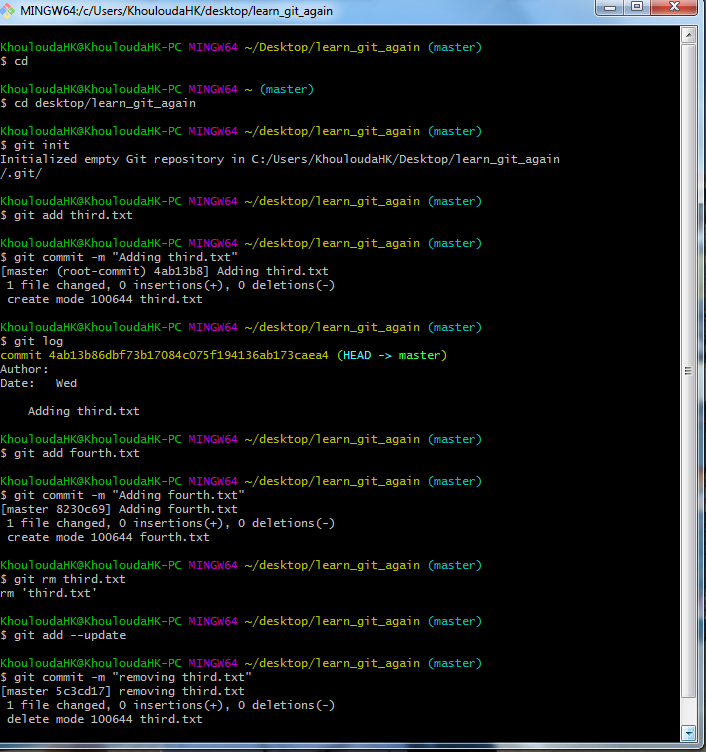 MINGW64:/c/Users/KhouloudaHK/desktop/learn_git_again
KhouloudaHK@KhouloudaHK-PC MINGW64 ~/Desktop/learn_git_again (master)
$ cd
KhouloudaHK@KhouloudaHK-PC MINGW64 ~ (master)
$ cd desktop/learn_git_again
KhouloudaHK@KhouloudaHK-PC MINGW64 ~/desktop/learn_git_again (master)
$ git init
Initialized empty Git repository in C:/Users/KhouloudaHK/Desktop/learn_git_again
/.git/
KhouloudaHK@KhouloudaHK-PC MINGW64 ~/desktop/learn_git_again (master)
$ git add third.txt
KhouloudaHK@KhouloudaHK-PC MINGW64 ~/desktop/learn_git_again (master)
$ git commit -m "Adding third.txt"
[master (root-commit) 4ab13b8] Adding third.txt
 1 file changed, 0 insertions(+), 0 deletions(-)
 create mode 100644 third.txt
KhouloudaHK@KhouloudaHK-PC MINGW64 ~/desktop/learn_git_again (master)
$ git log
commit 4ab13b86dbf73b17084c075f194136ab173caea4 (HEAD -> master)
Author:
Date:   Wed
    Adding third.txt
KhouloudaHK@KhouloudaHK-PC MINGW64 ~/desktop/learn_git_again (master)
$ git add fourth.txt
KhouloudaHK@KhouloudaHK-PC MINGW64 ~/desktop/learn_git_again (master)
$ git commit -m "Adding fourth.txt"
[master 8230c69] Adding fourth.txt
 1 file changed, 0 insertions(+), 0 deletions(-)
 create mode 100644 fourth.txt
KhouloudaHK@KhouloudaHK-PC MINGW64 ~/desktop/learn_git_again (master)
$ git rm third.txt
rm 'third.txt'
KhouloudaHK@KhouloudaHK-PC MINGW64 ~/desktop/learn_git_again (master)
$ git add --update
KhouloudaHK@KhouloudaHK-PC MINGW64 ~/desktop/learn_git_again (master)
$ git commit -m "removing third.txt"
[master 5c3cd17] removing third.txt
 1 file changed, 0 insertions(+), 0 deletions(-)
 delete mode 100644 third.txt